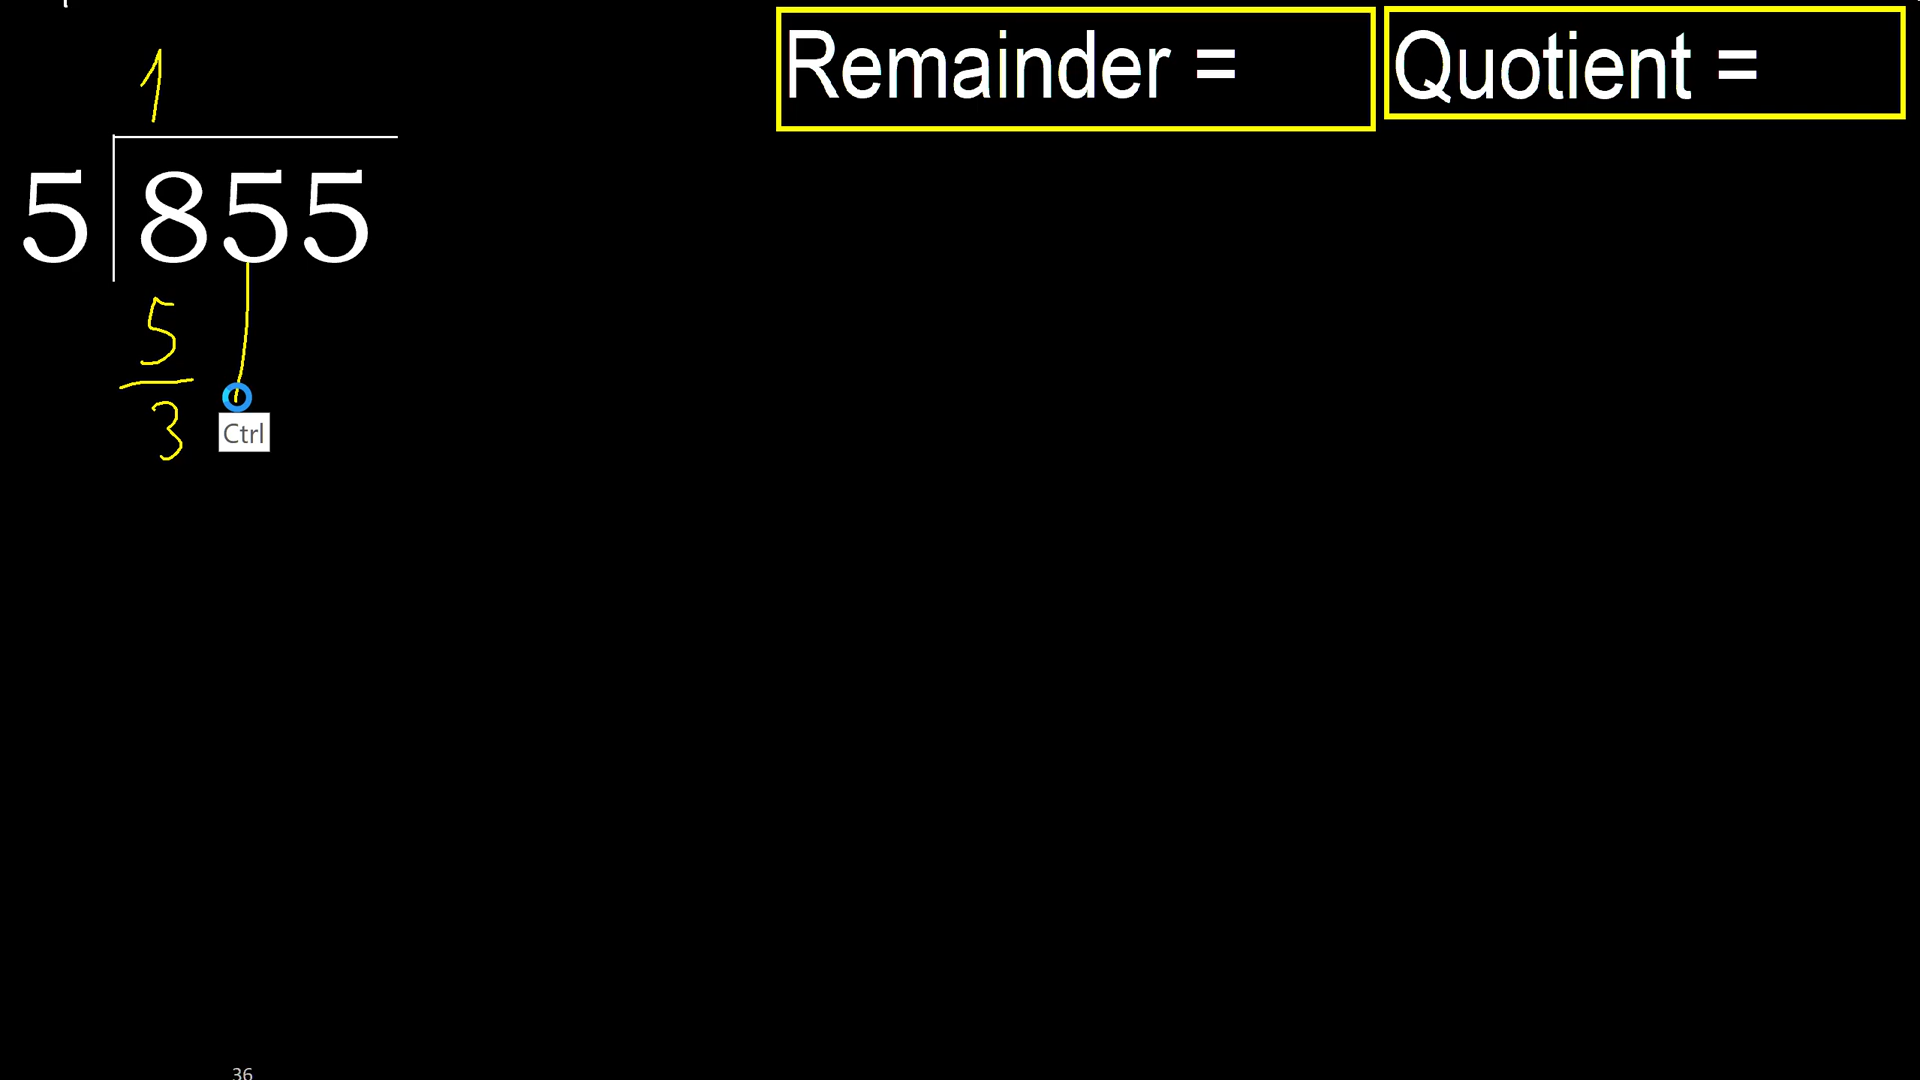 1
5 855
5
3
Ctrl
Remainder =
Quotient =
36